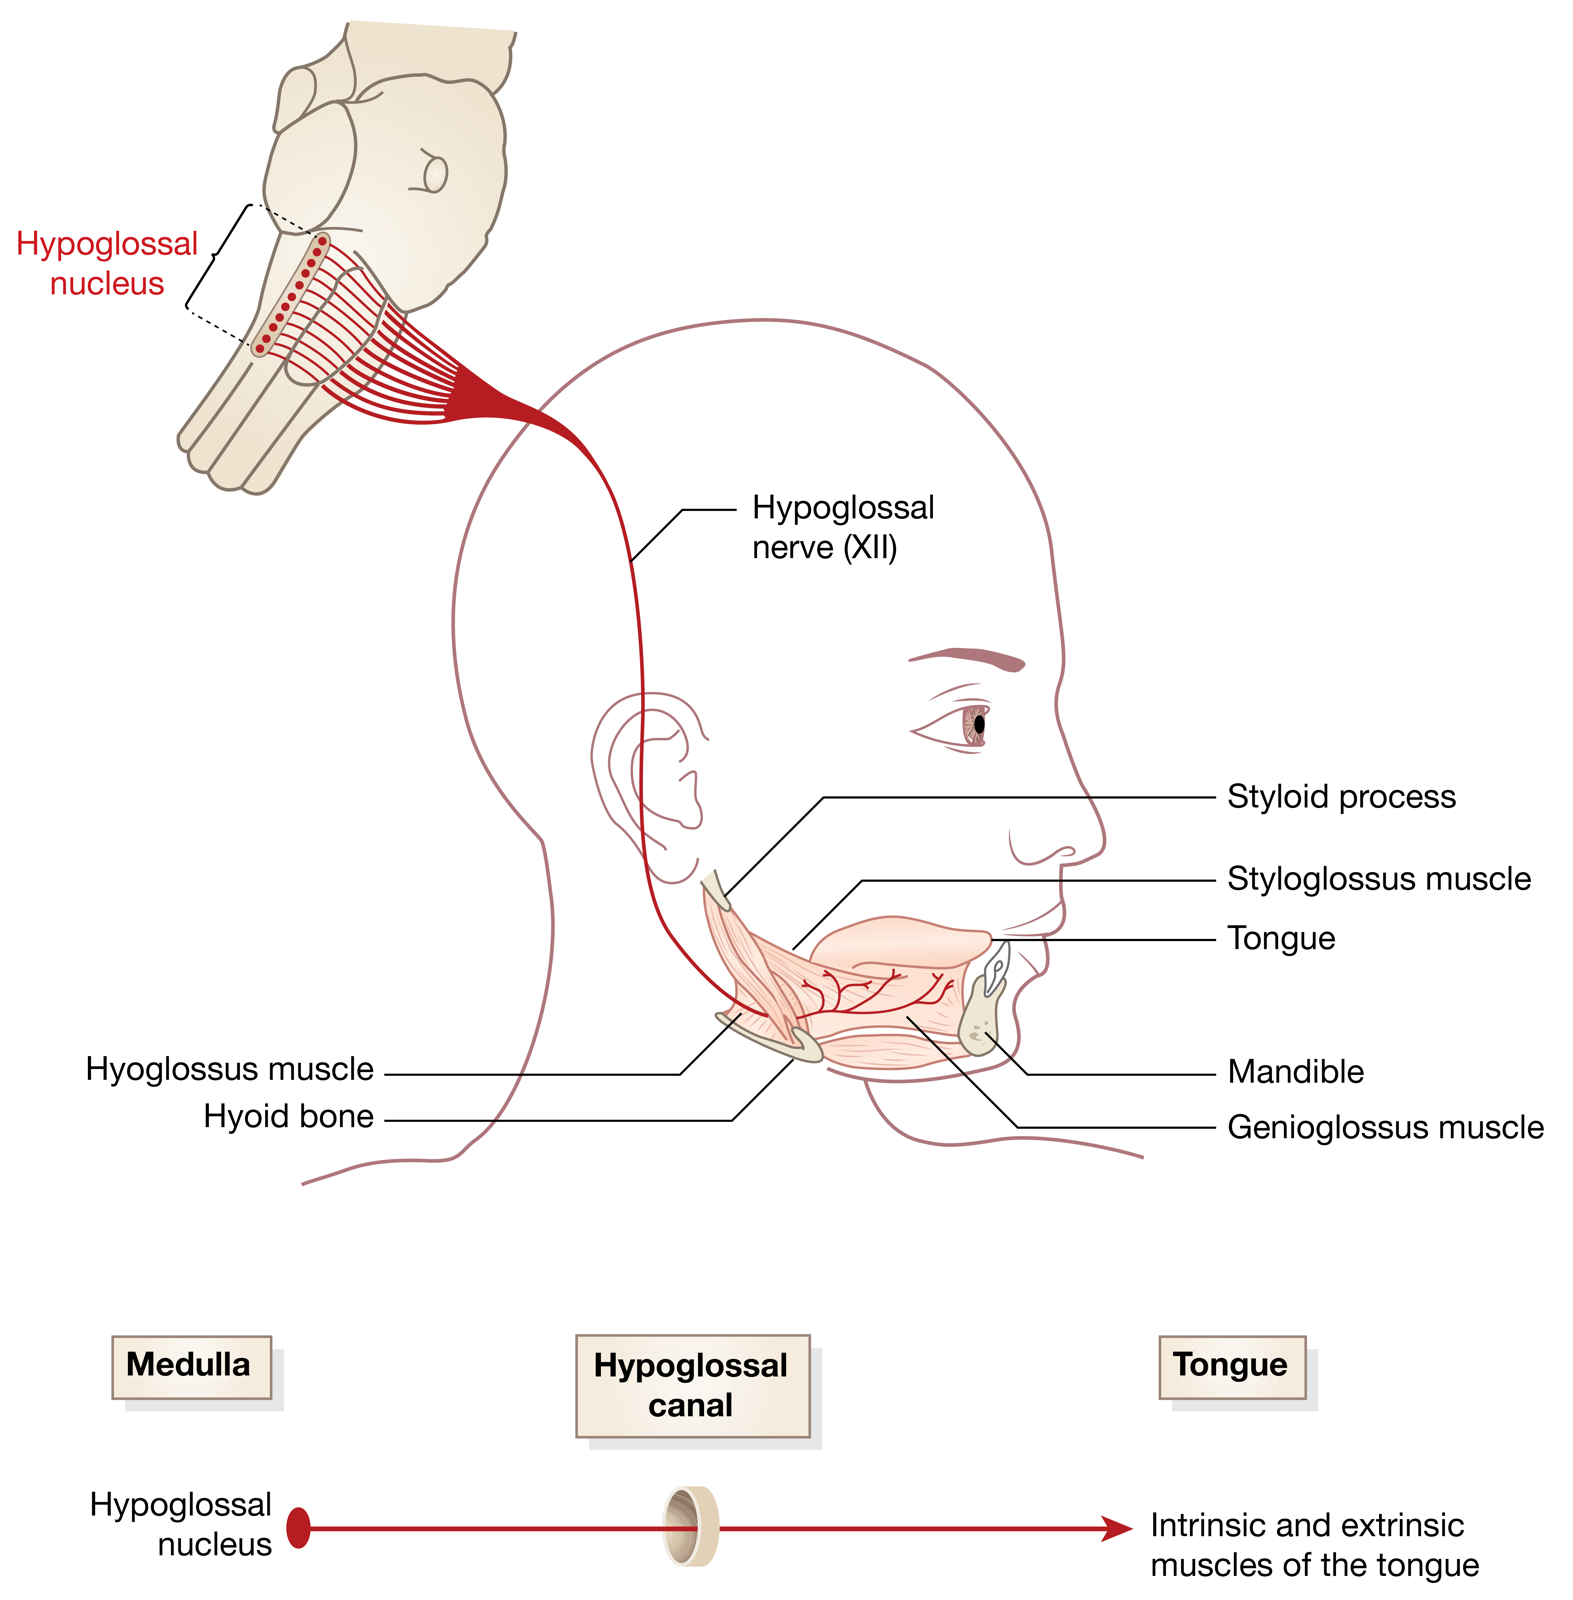 Hypoglossal
nucleus
Hypoglossal
nerve (XII)
Styloid process
Styloglossus muscle
Tongue
Hyoglossus muscle
Hyoid bone
Mandible
Genioglossus muscle
Medulla
Hypoglossal
canal
Tongue
Hypoglossal
nucleus
Intrinsic and extrinsic
muscles of the tongue